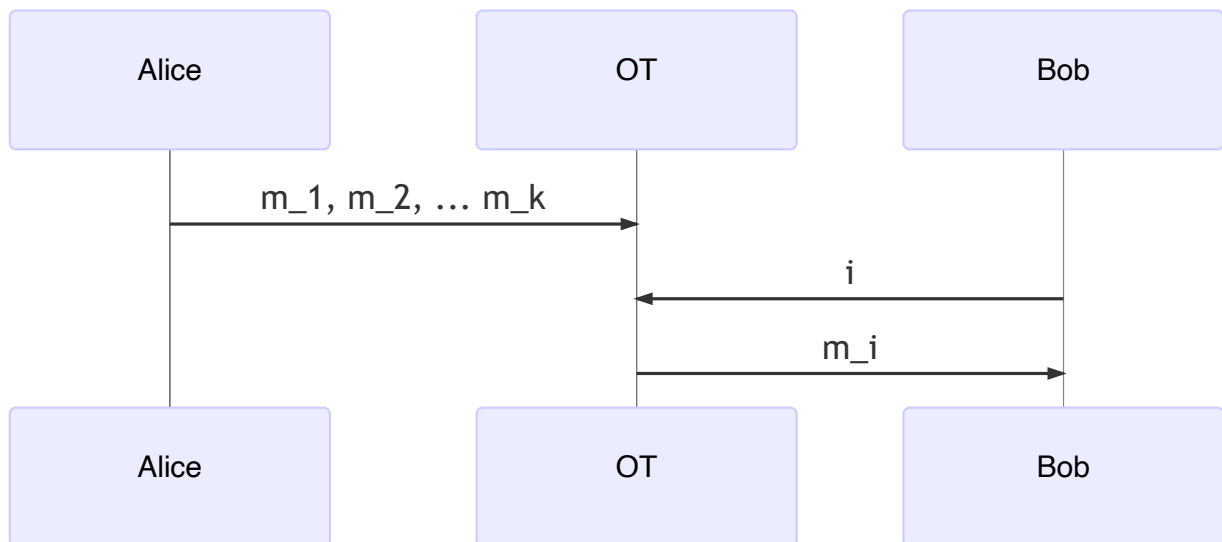 Alice
OT
Bob
m_1, m_2, ... m_k
i
m_i
Alice
OT
Bob